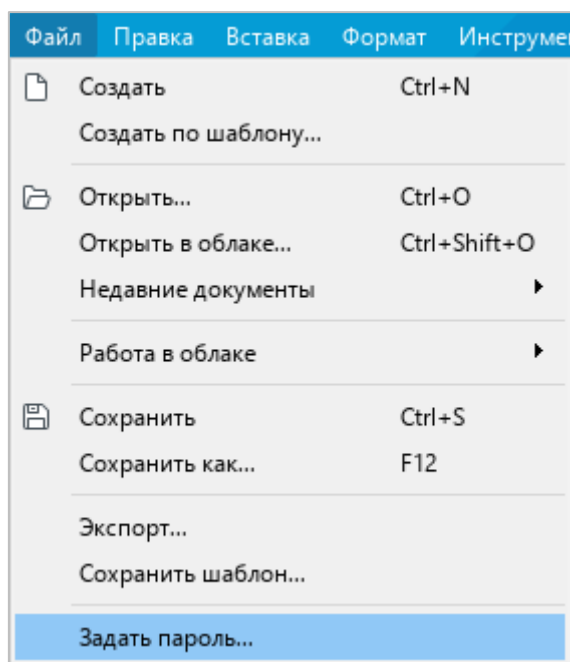 Файл Правка Вставка Формат
Создать Ctrl+N
Создать по шаблону...
Открыть... Ctrl+O
Открыть в облаке... Ctrl+Shift+O
Недавние документы
Работа в облаке
Сохранить Ctrl+S
Сохранить как... F12
Экспорт...
Сохранить шаблон...
Задать пароль...